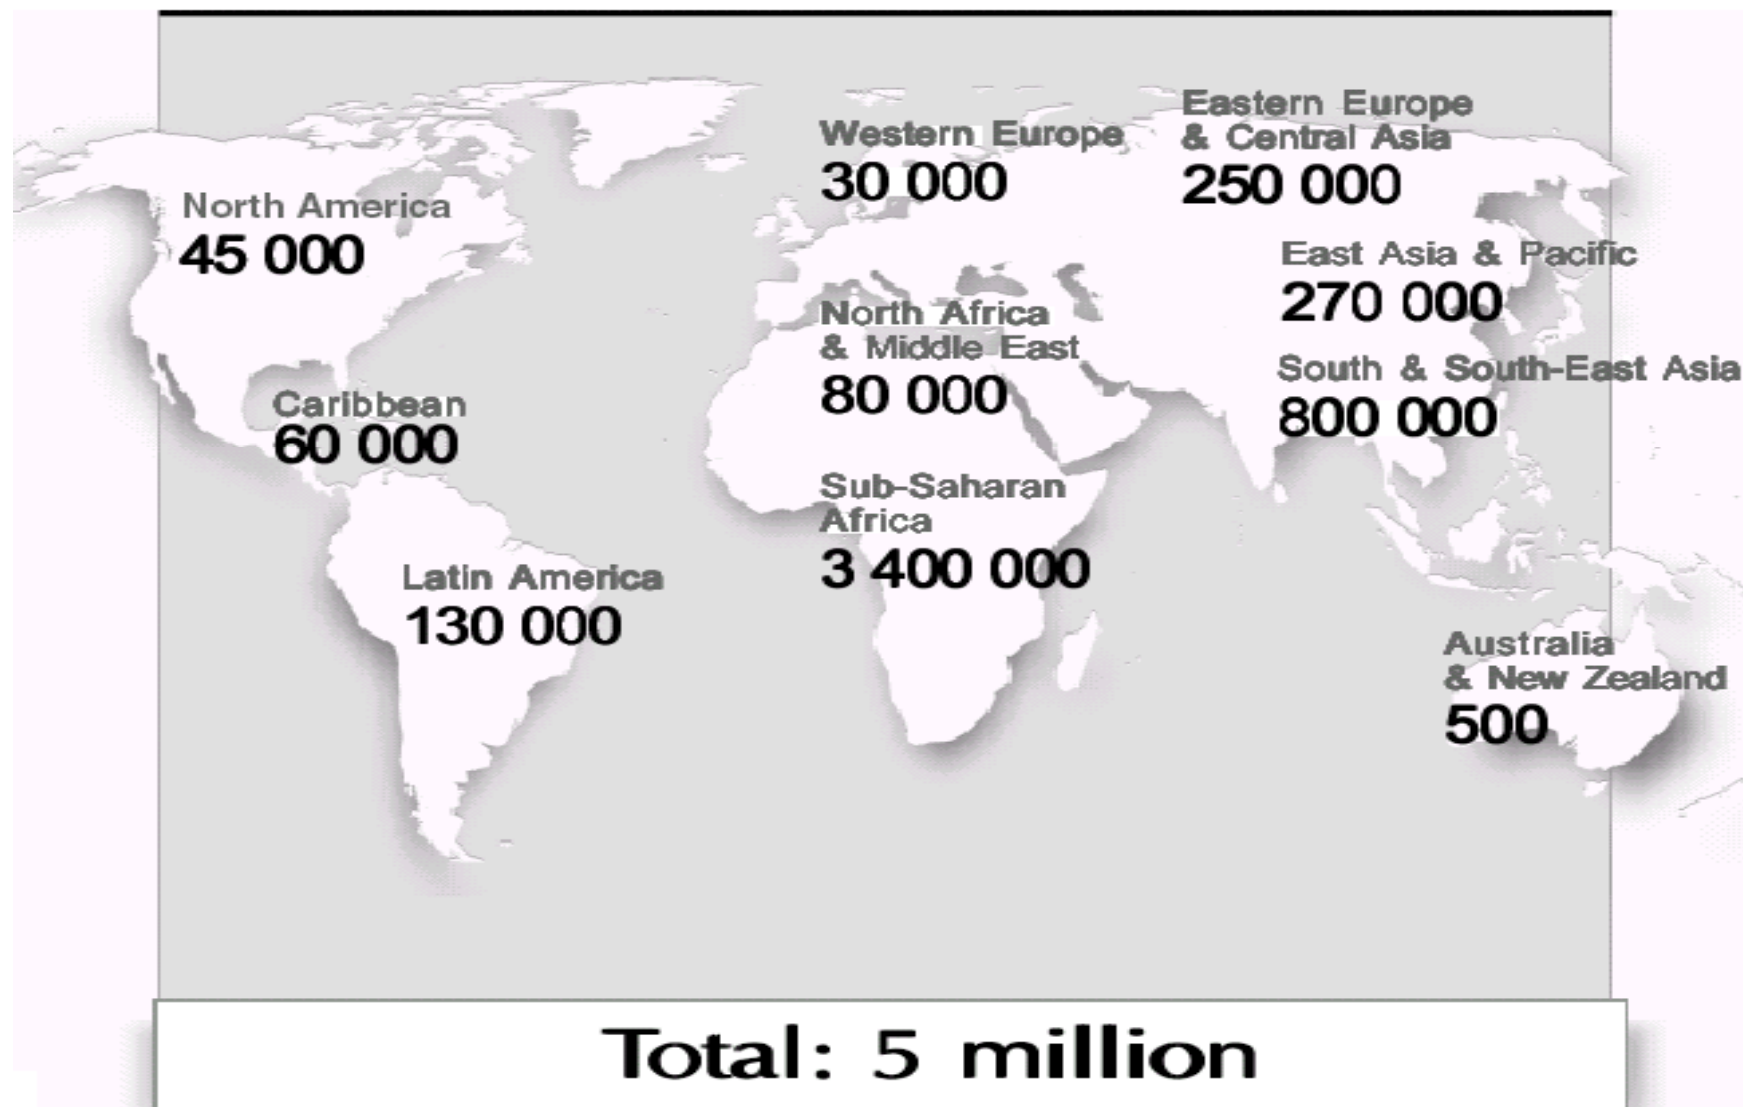 North America
45 000
Caribbean
60 000
Latin America
130 000
Western Europe
30 000
North Africa
& Middle East
80 000
Sub-Saharan
Africa
3 400 000
Eastern Europe
& Central Asia
250 000
East Asia & Pacific
270 000
South & South-East Asia
800 000
Australia
& New Zealand
500
Total: 5 million